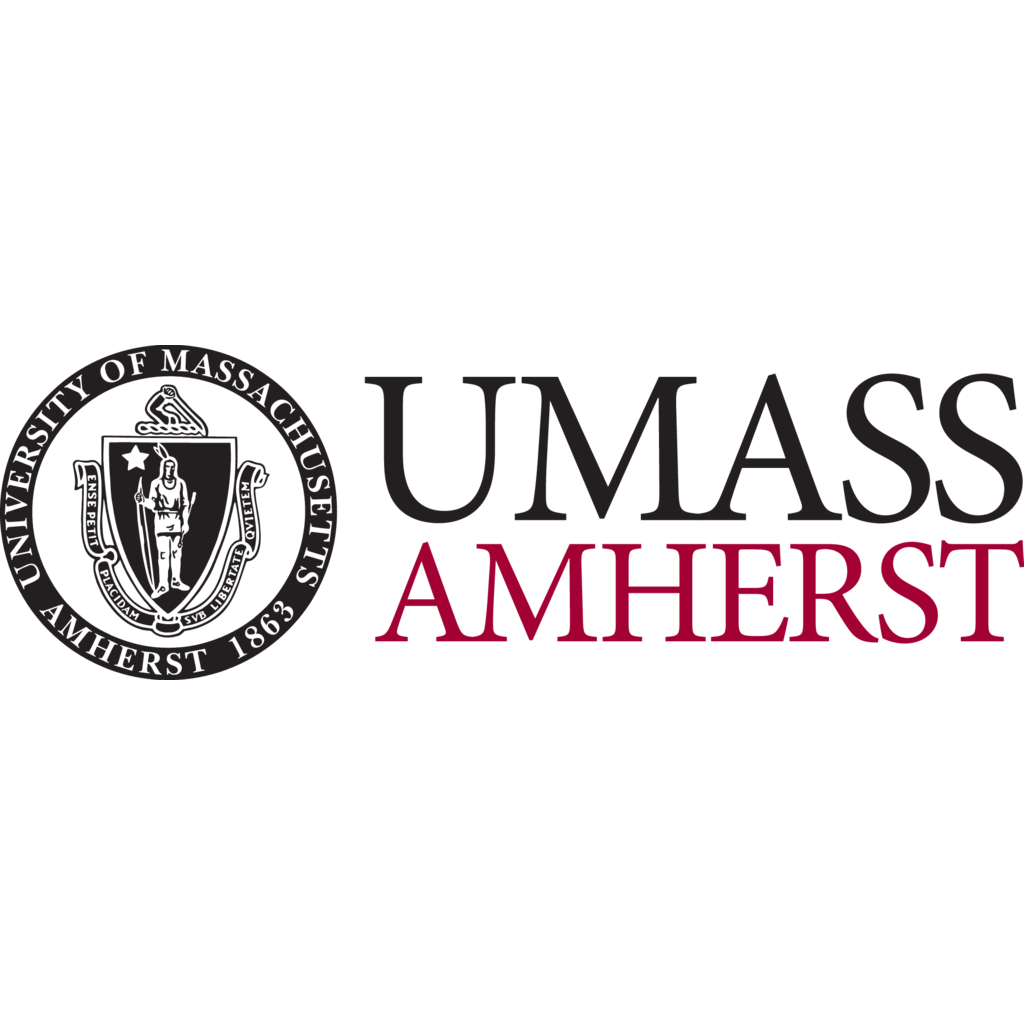 UNIVERSITY OF MASSACHUSETTS
AMHERST 1863
ENSE PETIT
PLACIDAM
SVB LIBERTATE
QVIETEM
UMASS
AMHERST